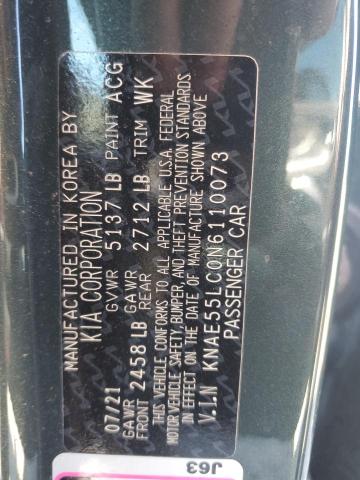 MANUFACTURED IN KOREA BY
KIA CORPORATION
07/21 GVWR 5137 LB PAINT ACG
GAWR FRONT 2458 LB GAWR REAR 2712 LB TRIM WK
THIS VEHICLE CONFORMS TO ALL APPLICABLE U.S.A. FEDERAL
MOTOR VEHICLE SAFETY, BUMPER, AND THEFT PREVENTION STANDARDS
IN EFFECT ON THE DATE OF MANUFACTURE SHOWN ABOVE
V.I.N KNAE55LC0N6110073
PASSENGER CAR
J63